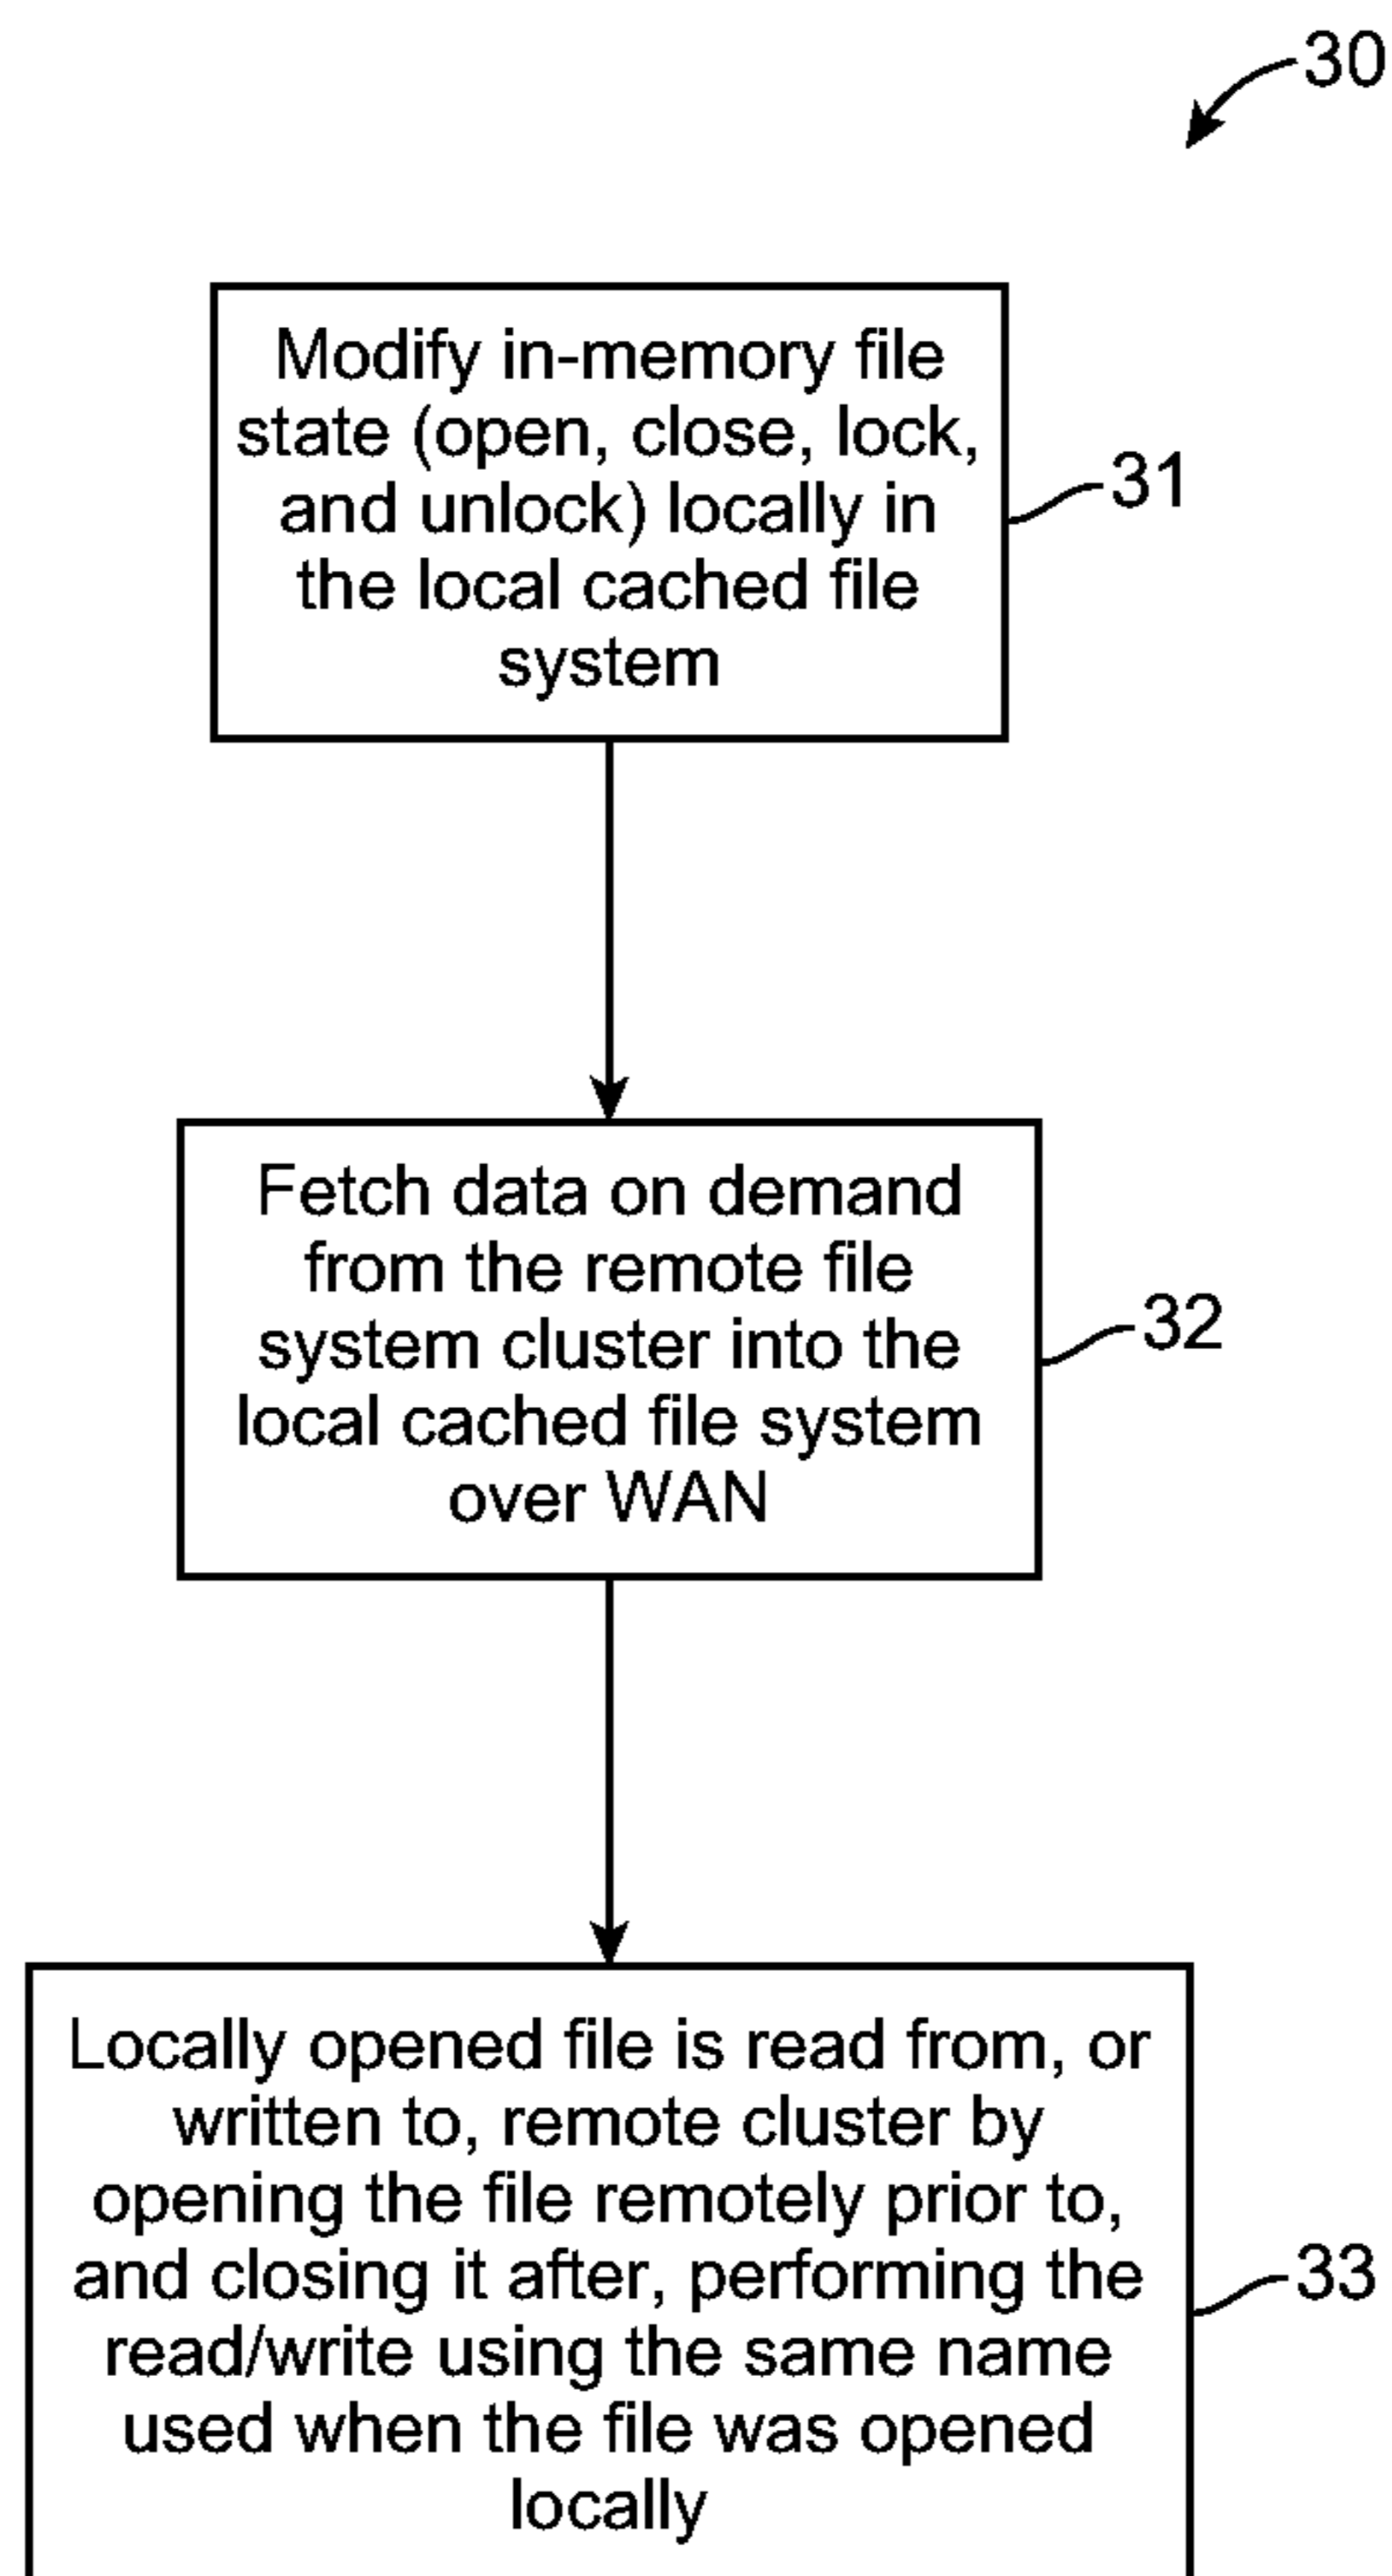 30
Modify in-memory file
state (open, close, lock,
and unlock) locally in
the local cached file
system
31
Fetch data on demand
from the remote file
system cluster into the
local cached file system
over WAN
32
Locally opened file is read from, or
written to, remote cluster by
opening the file remotely prior to,
and closing it after, performing the
read/write using the same name
used when the file was opened
locally
33